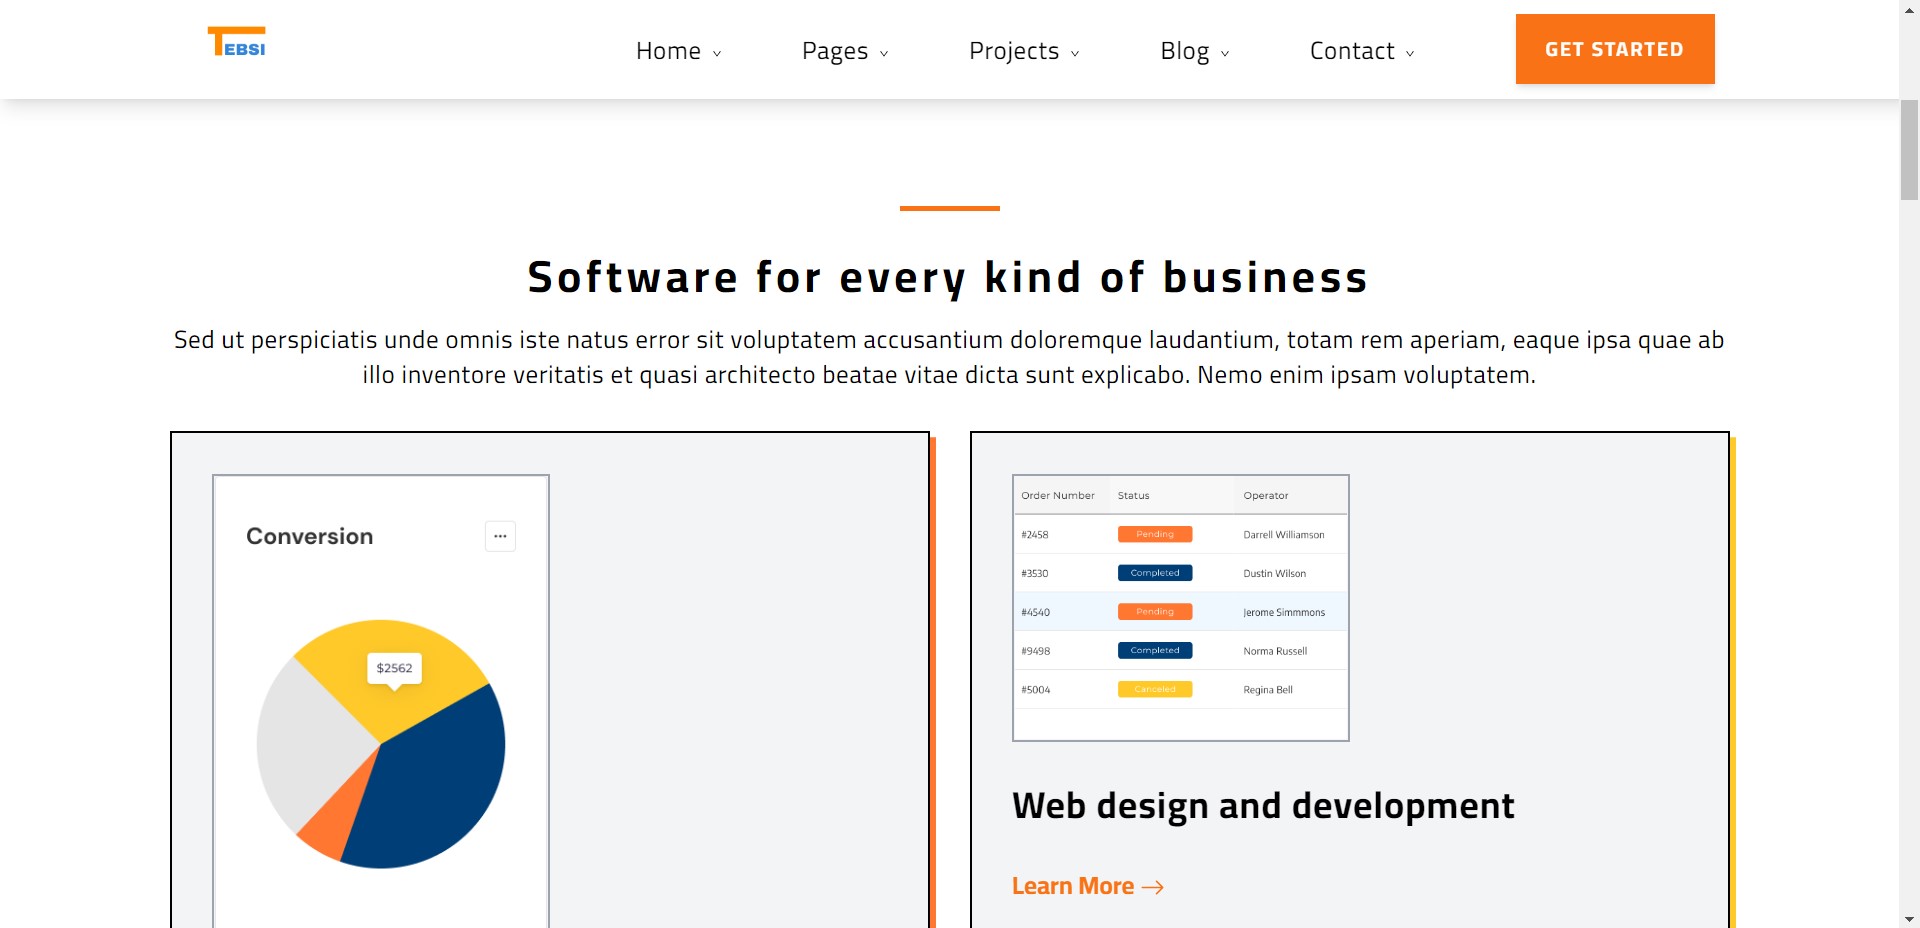 TEBSI
Home
Pages
Projects
Blog
Contact
GET STARTED
Software for every kind of business
Sed ut perspiciatis unde omnis iste natus error sit voluptatem accusantium doloremque laudantium, totam rem aperiam, eaque ipsa quae ab
illo inventore veritatis et quasi architecto beatae vitae dicta sunt explicabo. Nemo enim ipsam voluptatem.
Conversion
$2562
Order Number Status Operator
#2458 Pending Darrell Williamson
#3530 Completed Dustin Wilson
#4540 Pending Jerome Simmmons
#9498 Completed Norma Russell
#5004 Canceled Regina Bell
Web design and development
Learn More